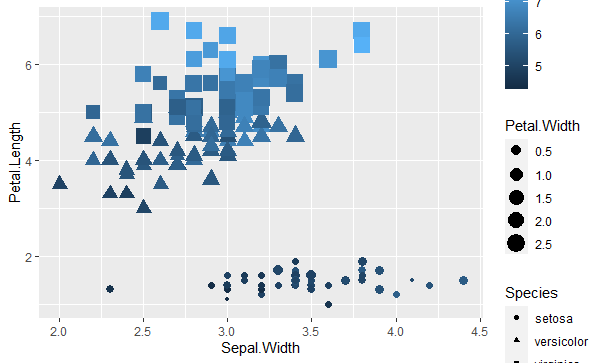 7
6
5
Petal.Width
0.5
1.0
1.5
2.0
2.5
Species
setosa
versicolor
Petal.Length
6
4
2
2.0 2.5 3.0 3.5 4.0 4.5
Sepal.Width